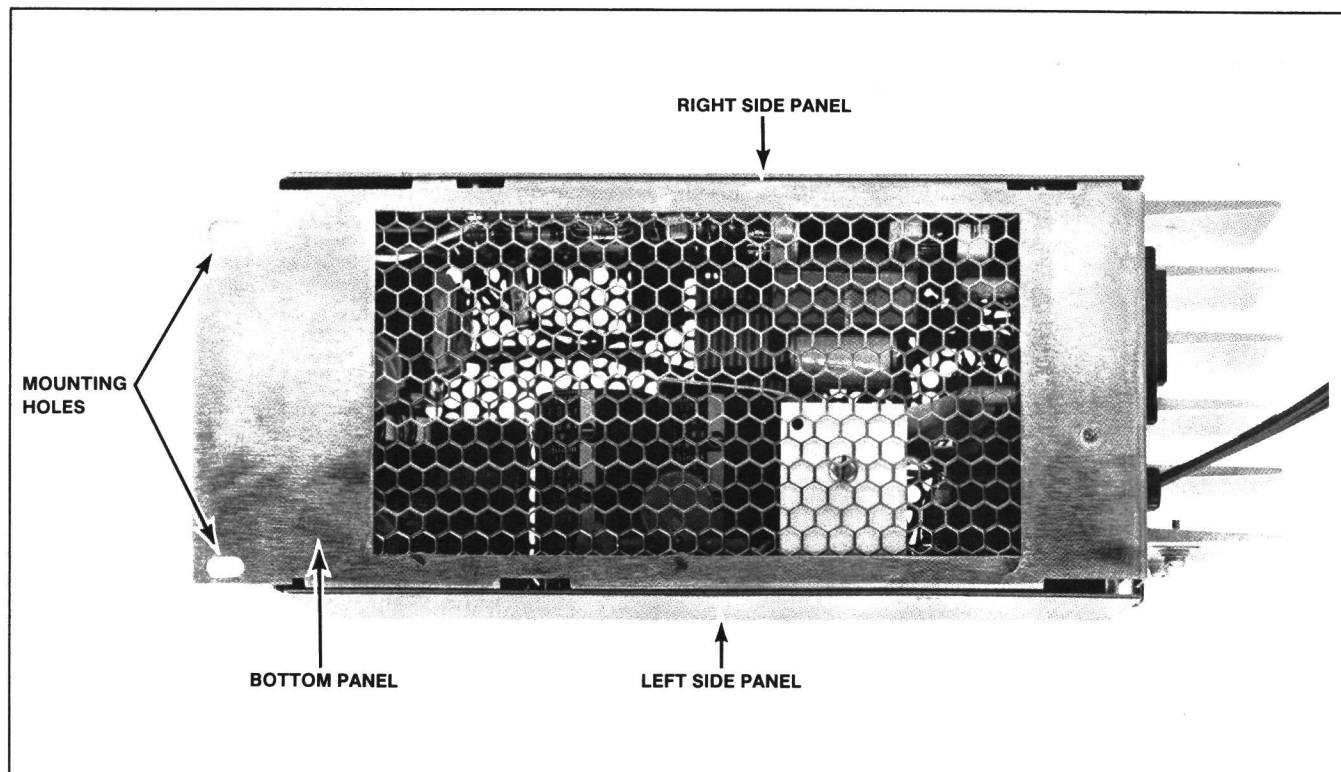 RIGHT SIDE PANEL
MOUNTING
HOLES
BOTTOM PANEL
LEFT SIDE PANEL